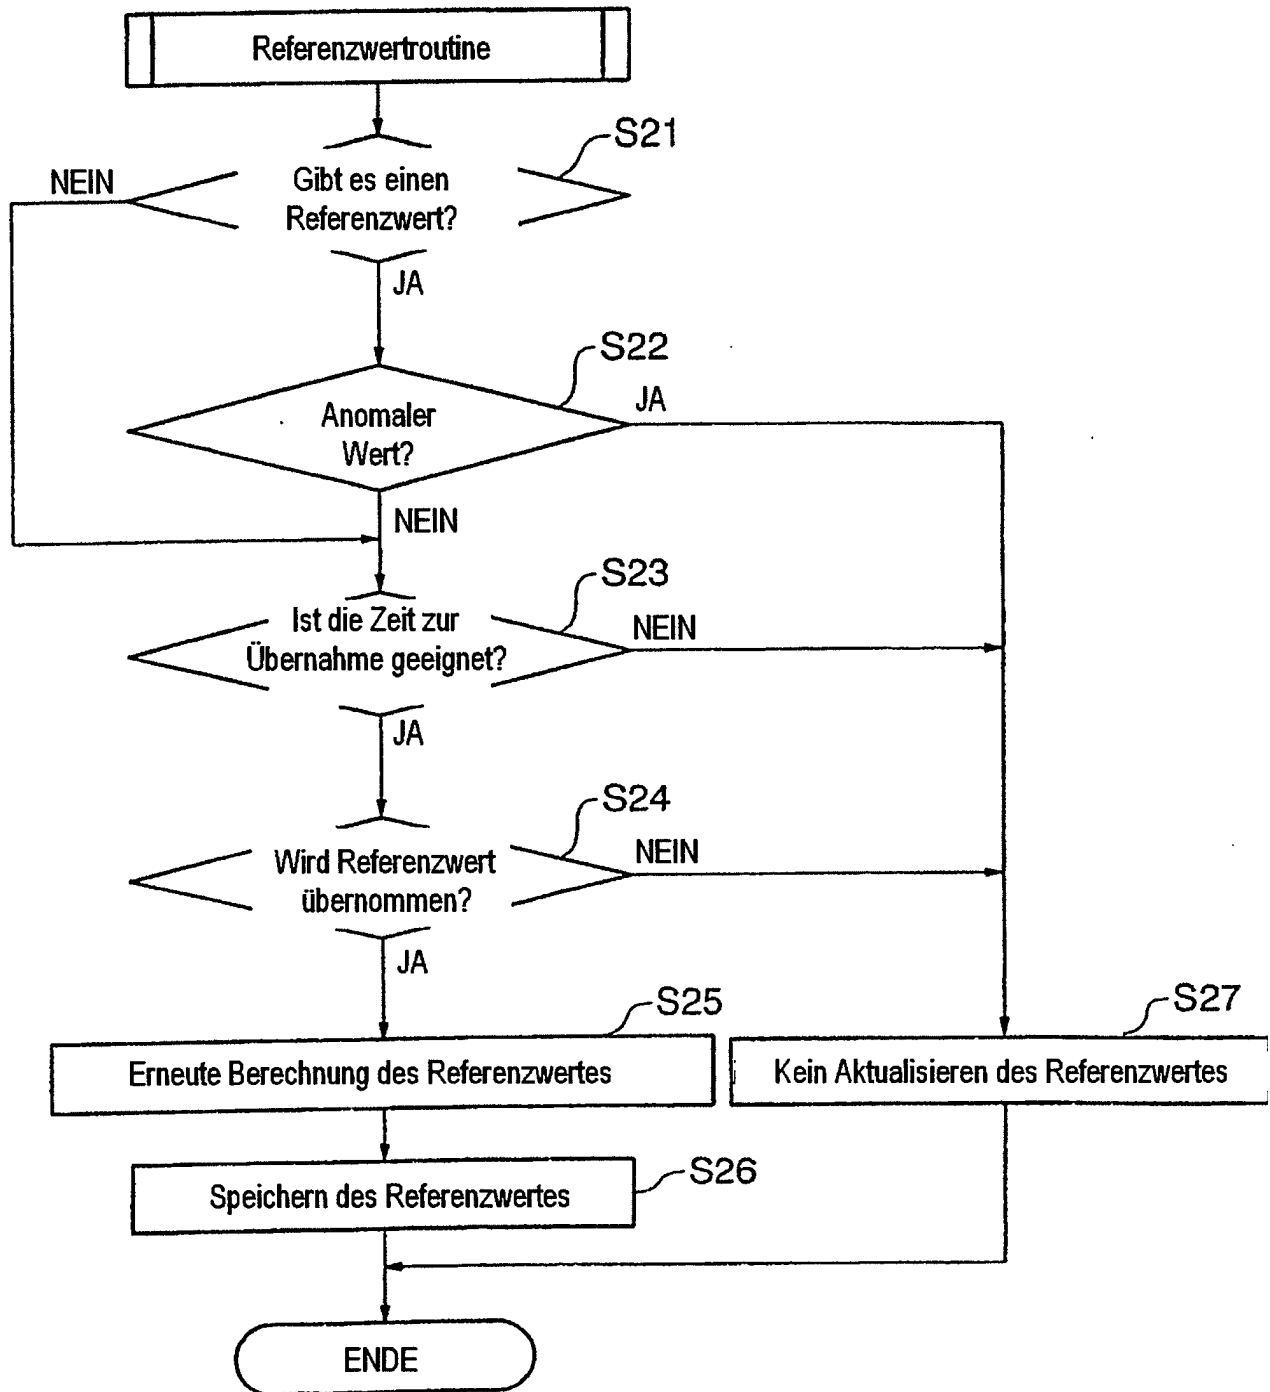 Referenzwertroutine
S21
NEIN
Gibt es einen
Referenzwert?
JA
S22
JA
Anomaler
Wert?
NEIN
S23
Ist die Zeit zur
Übernahme geeignet?
NEIN
JA
S24
Wird Referenzwert
übernommen?
NEIN
JA
S25
S27
Erneute Berechnung des Referenzwertes
Kein Aktualisieren des Referenzwertes
S26
Speichern des Referenzwertes
ENDE